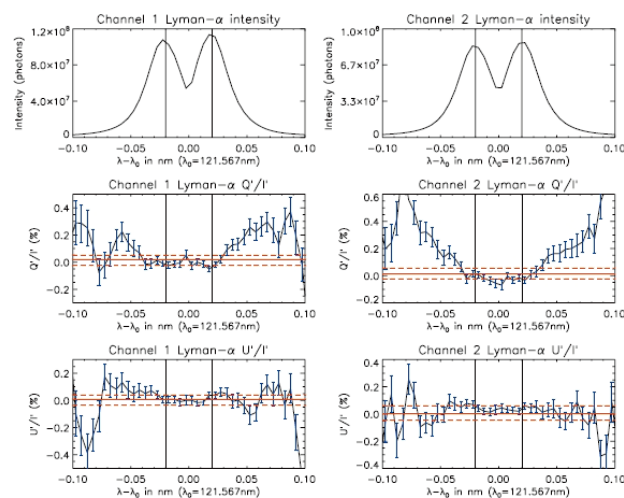 Channel 1 Lyman-α intensity
Intensity (photons)
1.2×10⁸
8.0×10⁷
4.0×10⁷
0
-0.10 -0.05 0.00 0.05 0.10
λ-λ₀ in nm (λ₀=121.567nm)
Channel 2 Lyman-α intensity
Intensity (photons)
1.0×10⁸
6.7×10⁷
3.3×10⁷
0
-0.10 -0.05 0.00 0.05 0.10
λ-λ₀ in nm (λ₀=121.567nm)
Channel 1 Lyman-α Q'/I'
Q'/I' (%)
0.4
0.2
0.0
-0.2
-0.10 -0.05 0.00 0.05 0.10
λ-λ₀ in nm (λ₀=121.567nm)
Channel 2 Lyman-α Q'/I'
Q'/I' (%)
0.6
0.4
0.2
0.0
-0.2
-0.10 -0.05 0.00 0.05 0.10
λ-λ₀ in nm (λ₀=121.567nm)
Channel 1 Lyman-α U'/I'
U'/I' (%)
0.2
0.0
-0.2
-0.4
-0.10 -0.05 0.00 0.05 0.10
λ-λ₀ in nm (λ₀=121.567nm)
Channel 2 Lyman-α U'/I'
U'/I' (%)
0.4
0.2
0.0
-0.2
-0.4
-0.10 -0.05 0.00 0.05 0.10
λ-λ₀ in nm (λ₀=121.567nm)